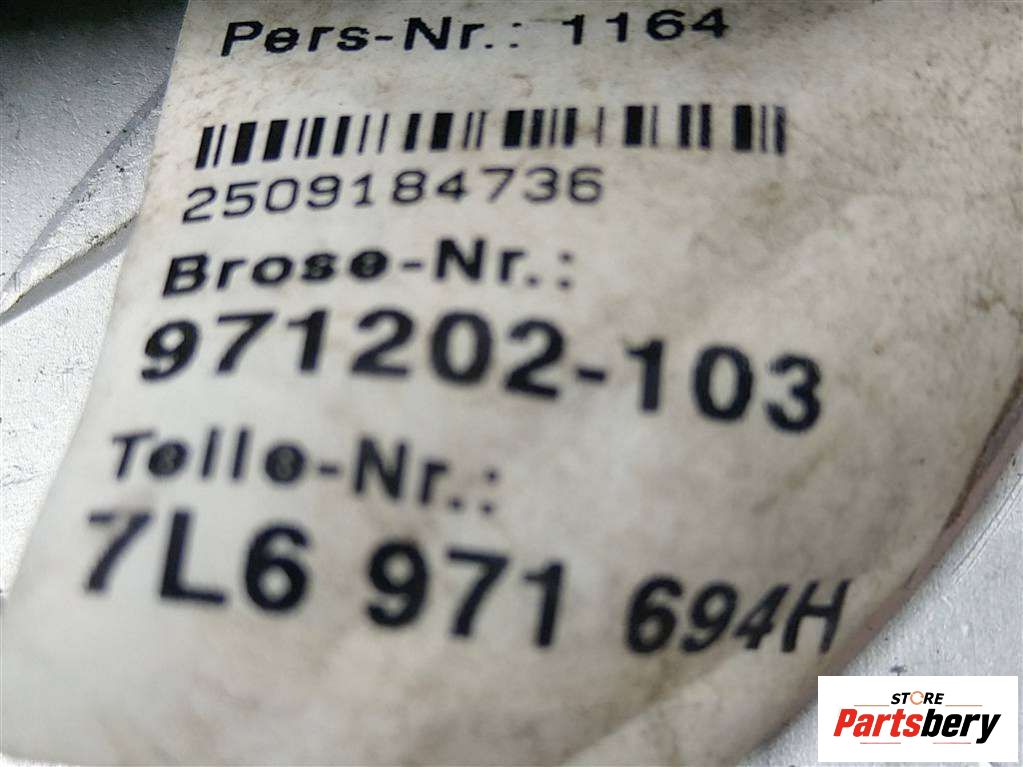 Pers-Nr.: 1164
2509184736
Brose-Nr.:
971202-103
Teile-Nr.:
7L6 971 694H
STORE
Partsbery